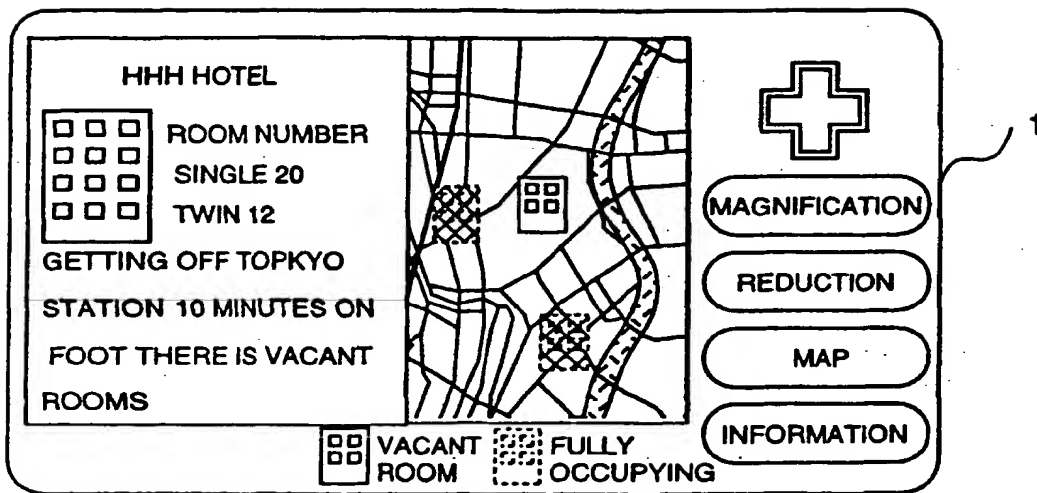 HHH HOTEL
ROOM NUMBER
SINGLE 20
TWIN 12
GETTING OFF TOPKYO
STATION 10 MINUTES ON
FOOT THERE IS VACANT
ROOMS
VACANT
ROOM
FULLY
OCCUPYING
MAGNIFICATION
REDUCTION
MAP
INFORMATION
1